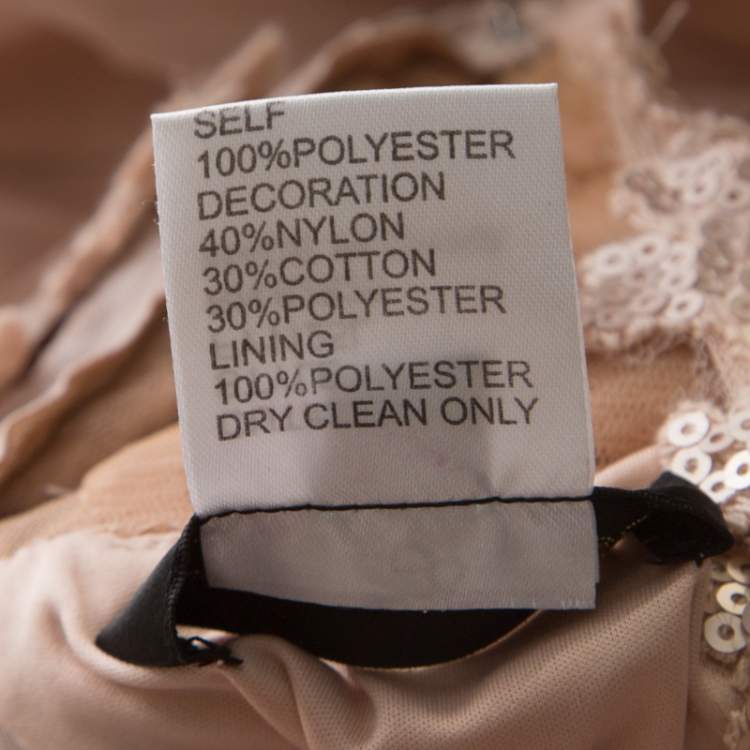 SELF
100%POLYESTER
DECORATION
40%NYLON
30%COTTON
30%POLYESTER
LINING
100%POLYESTER
DRY CLEAN ONLY